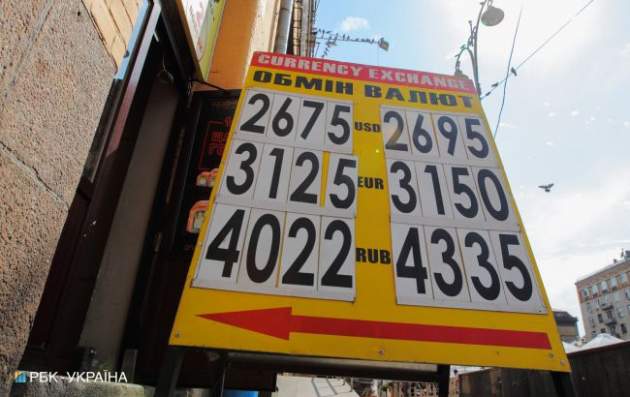 CURRENCY EXCHANGE
ОБМІН ВАЛЮТ
2675 USD 2695
3125 EUR 3150
4022 RUB 4335
РБК-УКРАЇНА